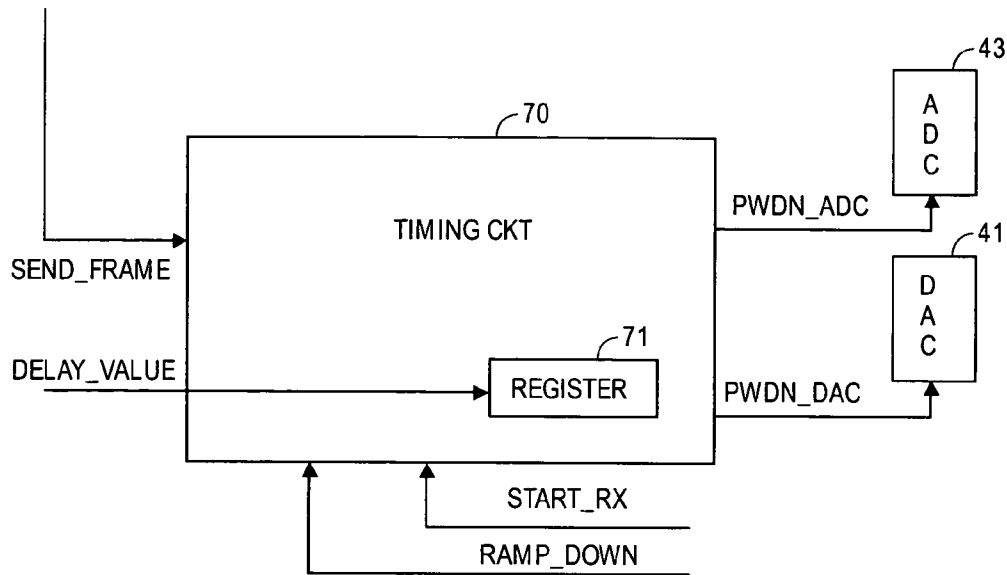 43
A
D
C
70
PWDN_ADC
TIMING CKT
41
SEND_FRAME
D
A
C
71
DELAY_VALUE
REGISTER
PWDN_DAC
START_RX
RAMP_DOWN